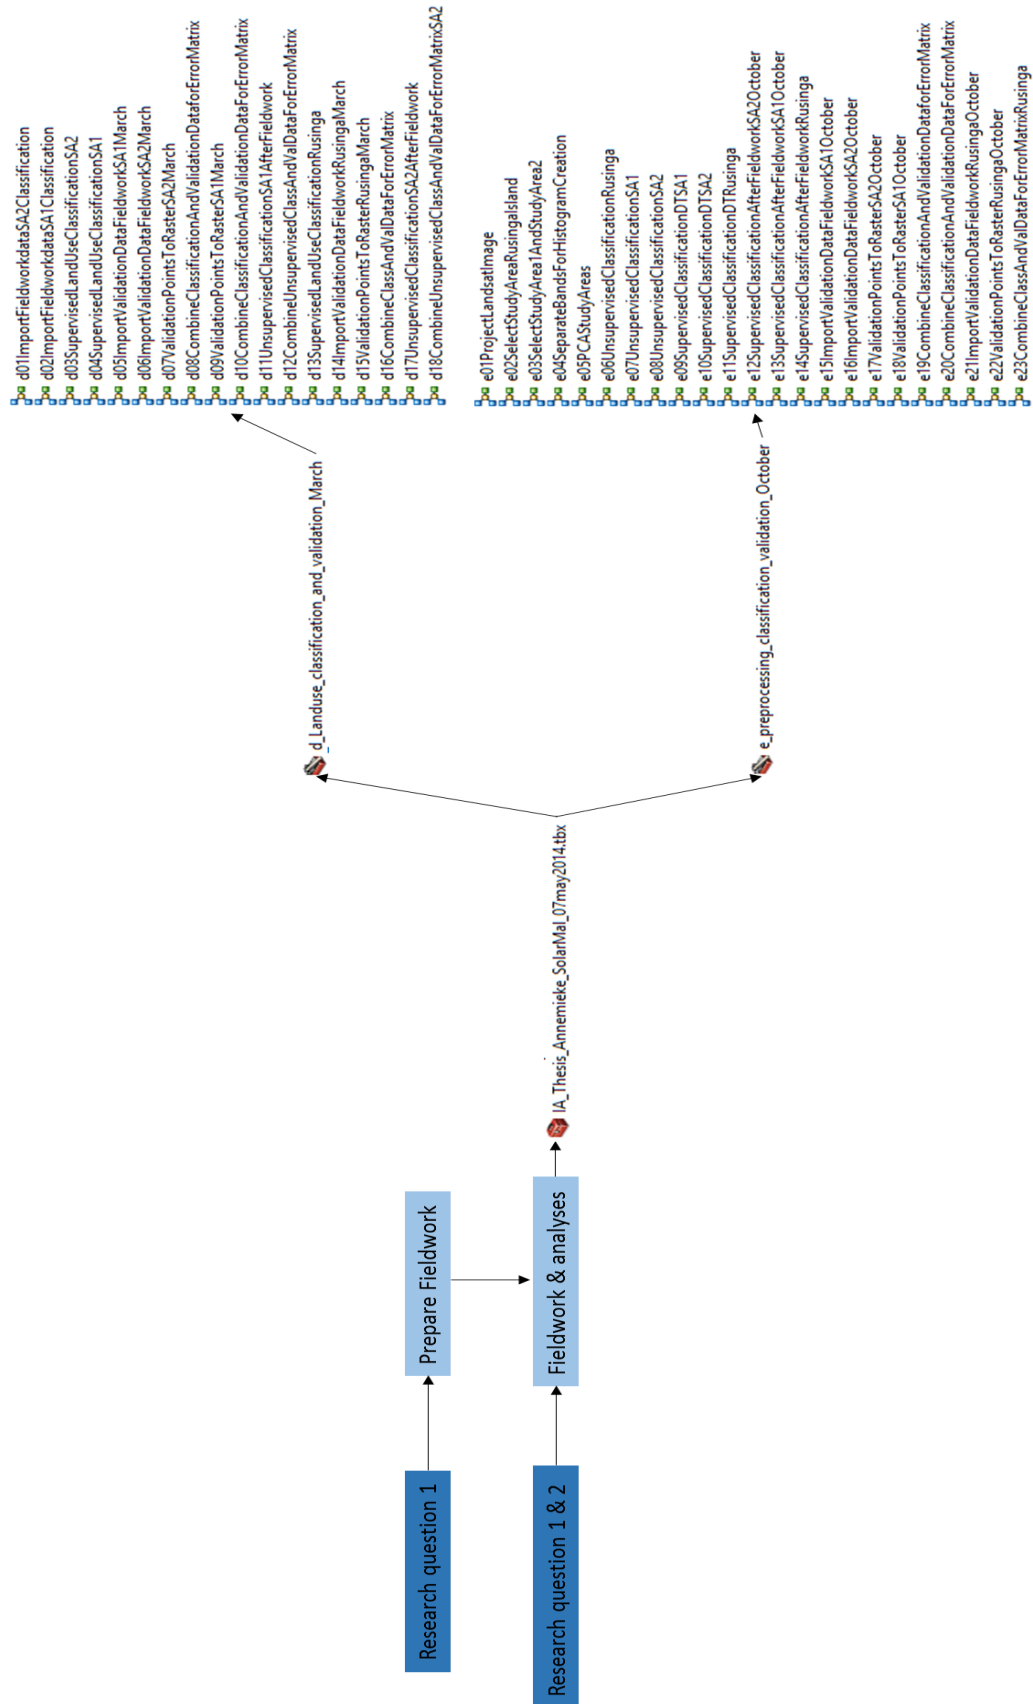 Research question 1
Prepare Fieldwork
Research question 1 & 2
Fieldwork & analyses
IA_Thesis_Annemieke_SolarMal_07may2014.tbx
d_Landuse_classification_and_validation_March
d01ImportFieldworkdataSA2Classification
d02ImportFieldworkdataSA1Classification
d03SupervisedLandUseClassificationSA2
d04SupervisedLandUseClassificationSA1
d05ImportValidationDataFieldworkSA1March
d06ImportValidationDataFieldworkSA2March
d07ValidationPointsToRasterSA2March
d08CombineClassificationAndValidationDataforErrorMatrix
d09ValidationPointsToRasterSA1March
d10CombineClassificationAndValidationDataForErrorMatrix
d11UnsupervisedClassificationSA1AfterFieldwork
d12CombineUnsupervisedClassAndValDataForErrorMatrix
d13SupervisedLandUseClassificationRusinga
d14ImportValidationDataFieldworkRusingaMarch
d15ValidationPointsToRasterRusingaMarch
d16CombineClassAndValDataForErrorMatrix
d17UnsupervisedClassificationSA2AfterFieldwork
d18CombineUnsupervisedClassAndValDataForErrorMatrixSA2
e_preprocessing_classification_validation_October
e01ProjectLandsatImage
e02SelectStudyAreaRusingaIsland
e03SelectStudyArea1AndStudyArea2
e04SeparateBandsForHistogramCreation
e05PCAStudyAreas
e06UnsupervisedClassificationRusinga
e07UnsupervisedClassificationSA1
e08UnsupervisedClassificationSA2
e09SupervisedClassificationDTSA1
e10SupervisedClassificationDTSA2
e11SupervisedClassificationDTRusinga
e12SupervisedClassificationAfterFieldworkSA2October
e13SupervisedClassificationAfterFieldworkSA1October
e14SupervisedClassificationAfterFieldworkRusinga
e15ImportValidationDataFieldworkSA1October
e16ImportValidationDataFieldworkSA2October
e17ValidationPointsToRasterSA2October
e18ValidationPointsToRasterSA1October
e19CombineClassificationAndValidationDataforErrorMatrix
e20CombineClassificationAndValidationDataforErrorMatrix
e21ImportValidationDataFieldworkRusingaOctober
e22ValidationPointsToRasterRusingaOctober
e23CombineClassAndValDataForErrorMatrixRusinga